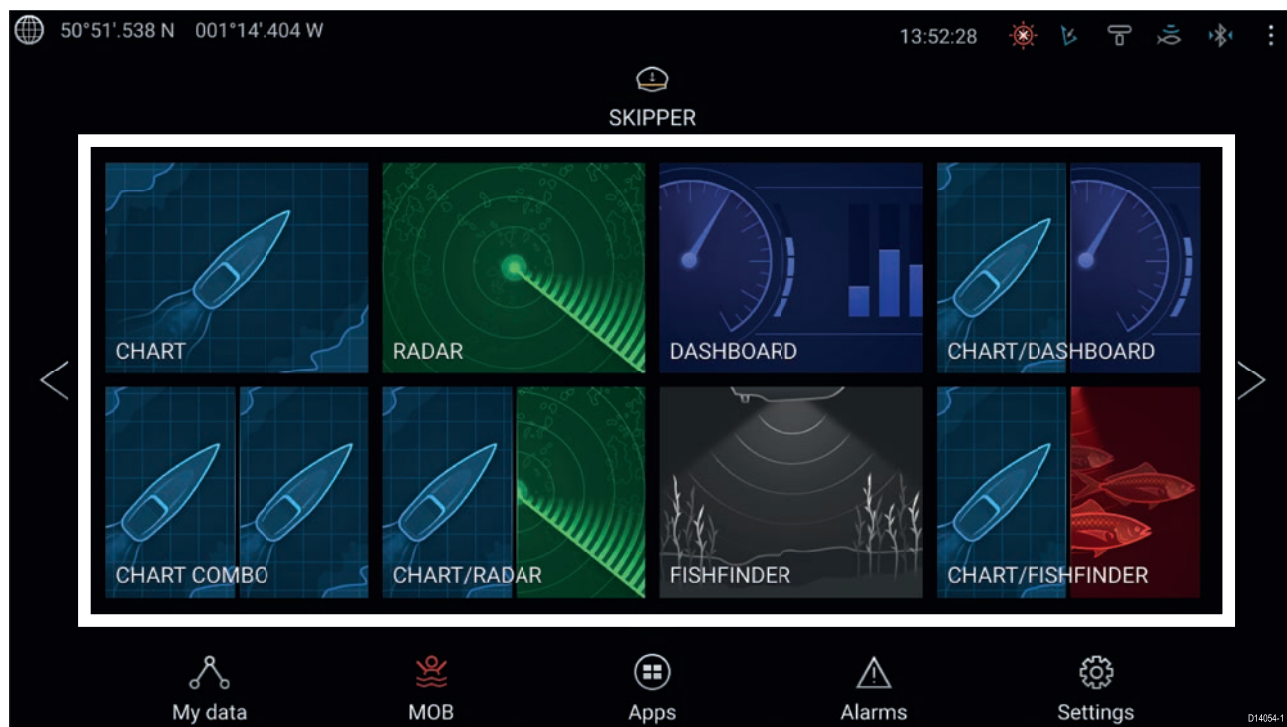 50°51'.538 N 001°14'.404 W 13:52:28
SKIPPER
CHART RADAR DASHBOARD CHART/DASHBOARD
CHART COMBO CHART/RADAR FISHFINDER CHART/FISHFINDER
My data MOB Apps Alarms Settings
D14054-1